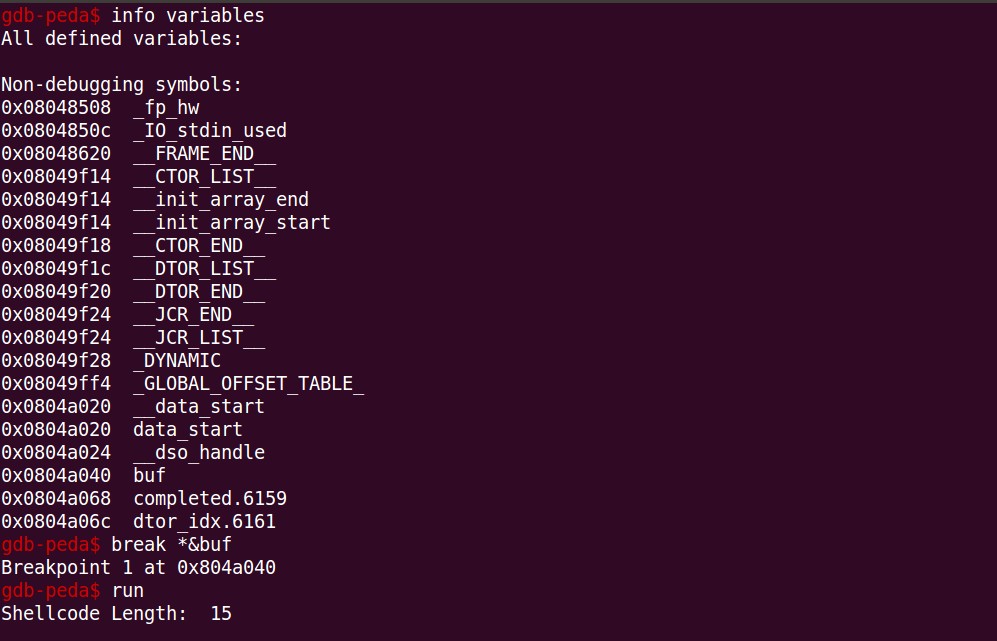 gdb-peda$ info variables
All defined variables:
Non-debugging symbols:
0x08048508  _fp_hw
0x0804850c  _IO_stdin_used
0x08048620  __FRAME_END__
0x08049f14  __CTOR_LIST__
0x08049f14  __init_array_end
0x08049f14  __init_array_start
0x08049f18  __CTOR_END__
0x08049f1c  __DTOR_LIST__
0x08049f20  __DTOR_END__
0x08049f24  __JCR_END__
0x08049f24  __JCR_LIST__
0x08049f28  _DYNAMIC
0x08049ff4  _GLOBAL_OFFSET_TABLE_
0x0804a020  __data_start
0x0804a020  data_start
0x0804a024  __dso_handle
0x0804a040  buf
0x0804a068  completed.6159
0x0804a06c  dtor_idx.6161
gdb-peda$ break *&buf
Breakpoint 1 at 0x804a040
gdb-peda$ run
Shellcode Length:  15